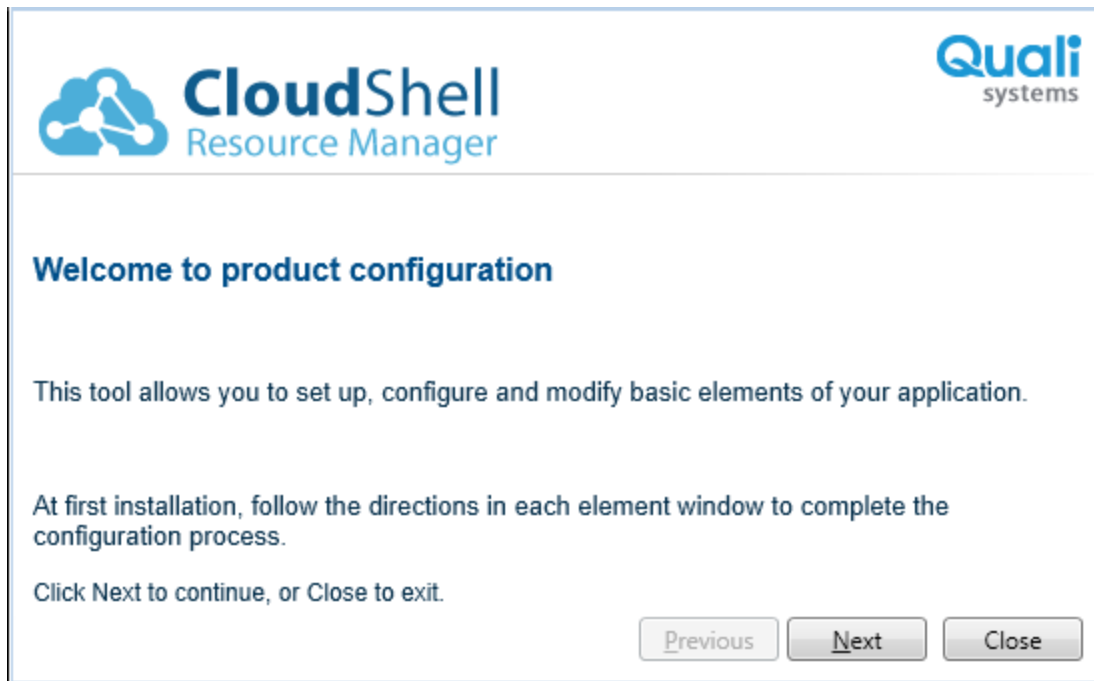 CloudShell
Resource Manager
Quali
systems
Welcome to product configuration
This tool allows you to set up, configure and modify basic elements of your application.
At first installation, follow the directions in each element window to complete the
configuration process.
Click Next to continue, or Close to exit.
Previous Next Close